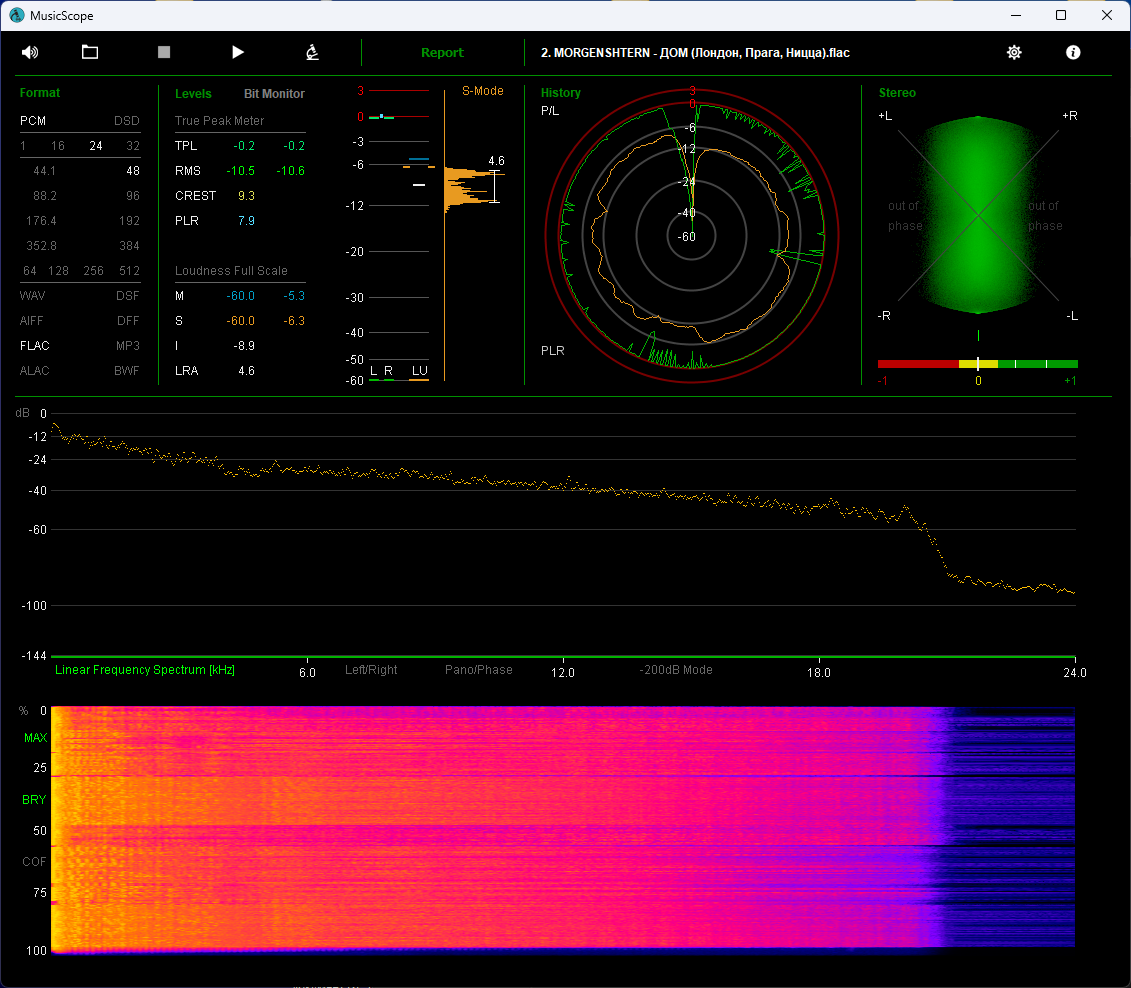 MusicScope
Report
2. MORGENSHTERN - ДОМ (Лондон, Прага, Ницца).flac
Format
PCM DSD
1 16 24 32
44.1 48
88.2 96
176.4 192
352.8 384
64 128 256 512
WAV DSF
AIFF DFF
FLAC MP3
ALAC BWF
Levels Bit Monitor
True Peak Meter
TPL -0.2 -0.2
RMS -10.5 -10.6
CREST 9.3
PLR 7.9
Loudness Full Scale
M -60.0 -5.3
S -60.0 -6.3
I -8.9
LRA 4.6
3
0
-3
-6
-12
-20
-30
-40
-50
-60
L R LU
S-Mode
4.6
History
P/L
3
0
-6
-12
-24
-40
-60
PLR
Stereo
+L +R
out of phase
out of phase
-R -L
-1 0 +1
dB 0
-12
-24
-40
-60
-100
-144
Linear Frequency Spectrum [kHz] 6.0 Left/Right Pano/Phase 12.0 -200dB Mode 18.0 24.0
% 0
MAX
25
BRY
50
COF
75
100